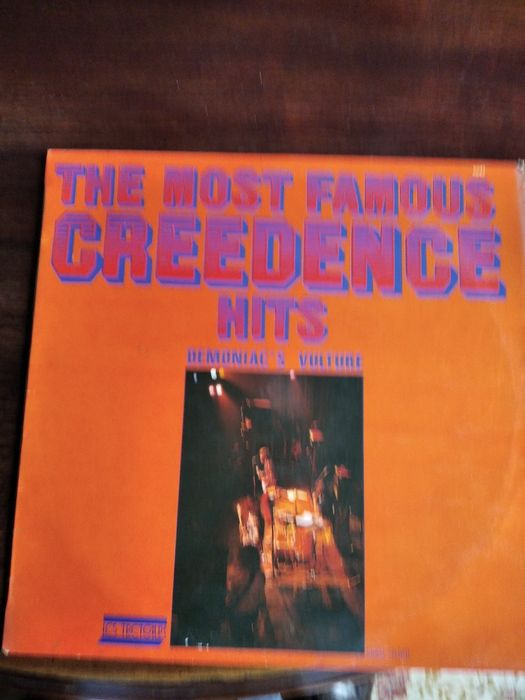 THE MOST FAMOUS
CREEDENCE
HITS
DEMONIAC'S VULTURE